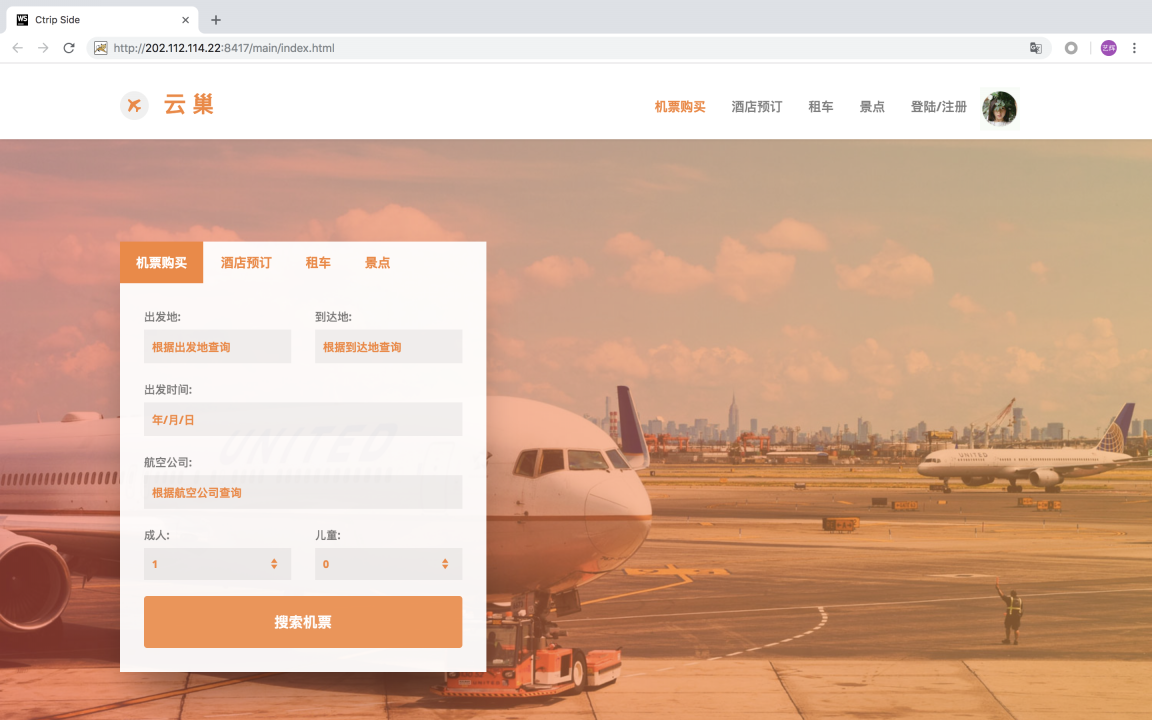 WS
Ctrip Side
http://202.112.114.22:8417/main/index.html
艺辉
云 巢
机票购买 酒店预订 租车 景点 登陆/注册
机票购买 酒店预订 租车 景点
出发地: 到达地:
根据出发地查询 根据到达地查询
出发时间:
年/月/日
UNITED
航空公司:
根据航空公司查询
成人: 儿童:
1 0
搜索机票
UNITED